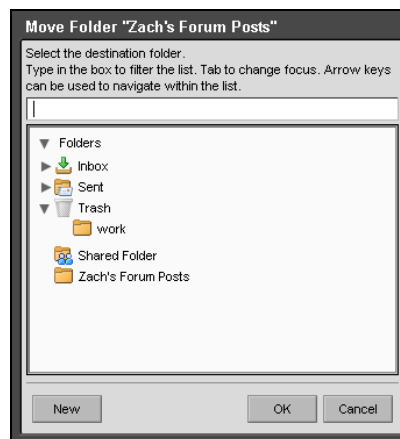 Move Folder "Zach's Forum Posts"
Select the destination folder.
Type in the box to filter the list. Tab to change focus. Arrow keys
can be used to navigate within the list.
Folders
Inbox
Sent
Trash
work
Shared Folder
Zach's Forum Posts
New OK Cancel